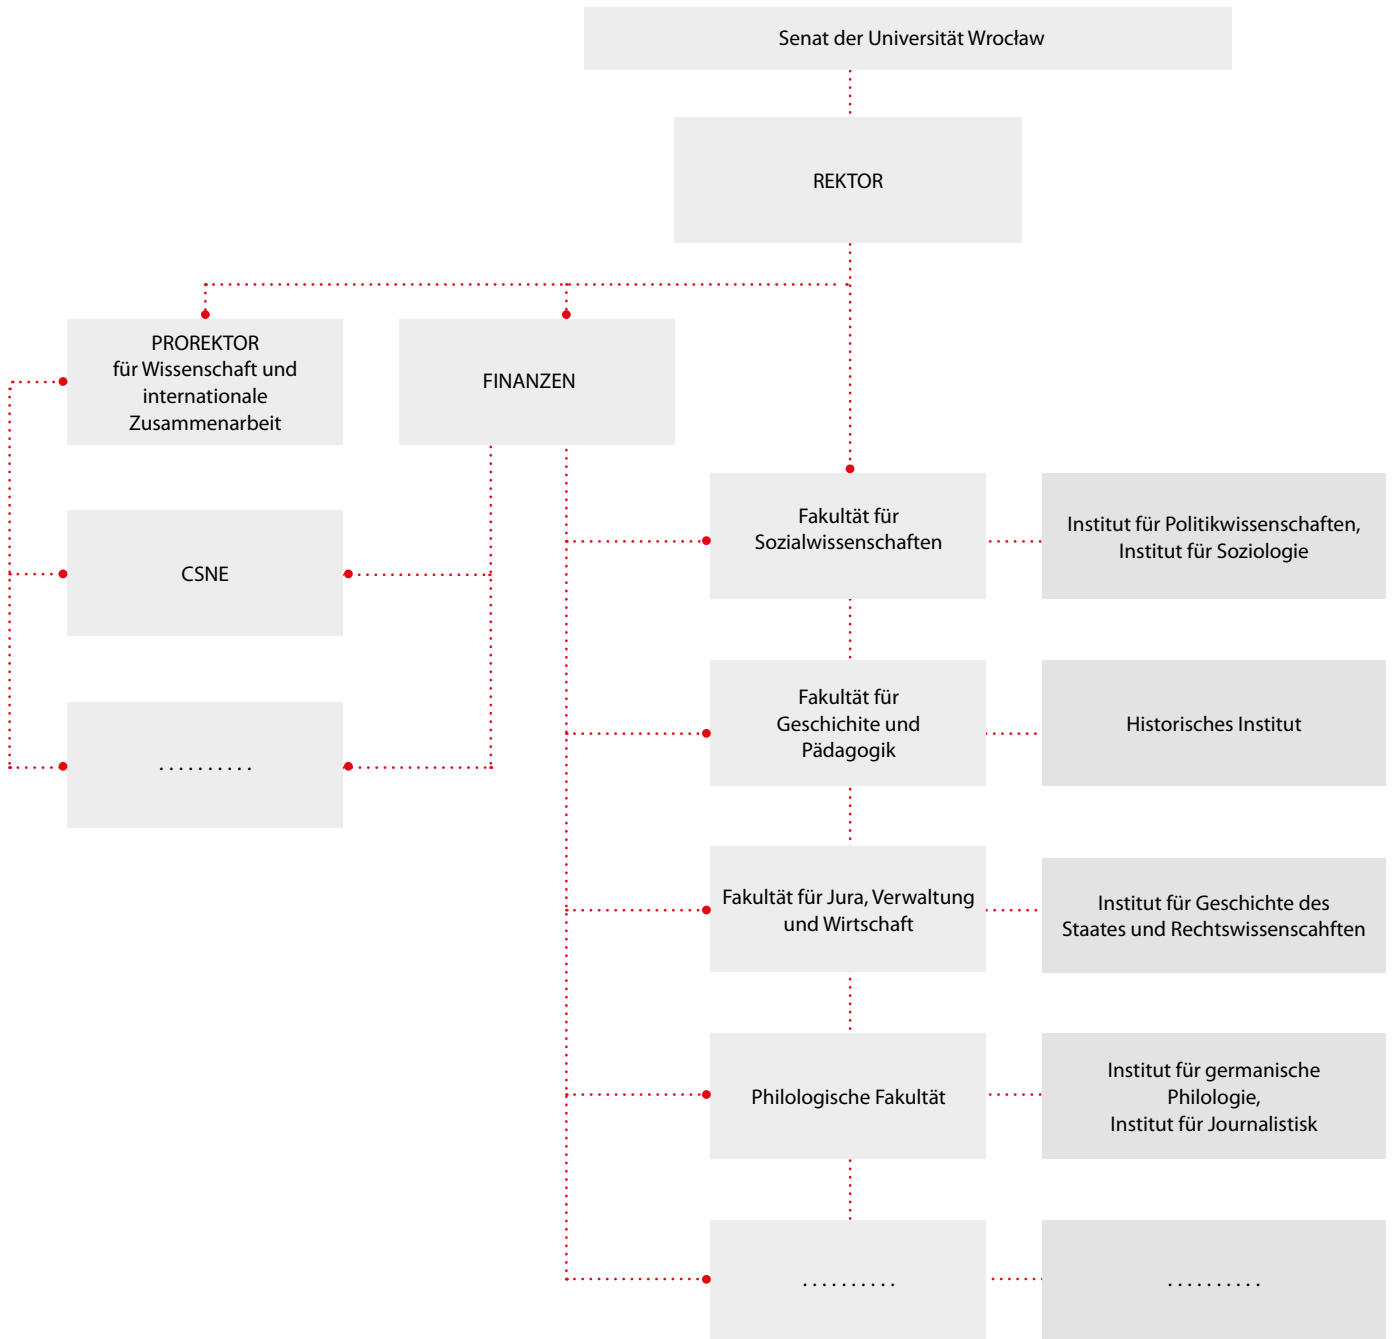 Senat der Universität Wrocław
REKTOR
PROREKTOR
für Wissenschaft und
internationale
Zusammenarbeit
FINANZEN
CSNE
. . . . . . . . . .
Fakultät für
Sozialwissenschaften
Institut für Politikwissenschaften,
Institut für Soziologie
Fakultät für
Geschichite und
Pädagogik
Historisches Institut
Fakultät für Jura, Verwaltung
und Wirtschaft
Institut für Geschichte des
Staates und Rechtswissenscahften
Philologische Fakultät
Institut für germanische
Philologie,
Institut für Journalistisk
. . . . . . . . . .
. . . . . . . . . .